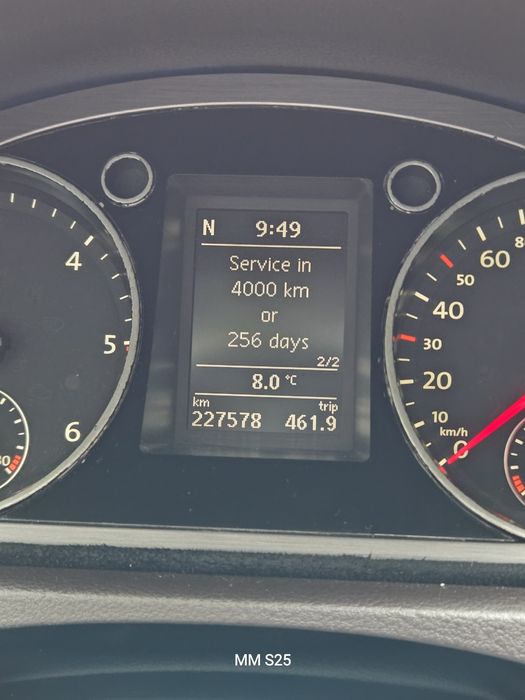 N 9:49
Service in
4000 km
or
256 days
2/2
8.0 °C
km trip
227578 461.9
4
5
6
60
50
40
30
20
10
km/h
0
MM S25